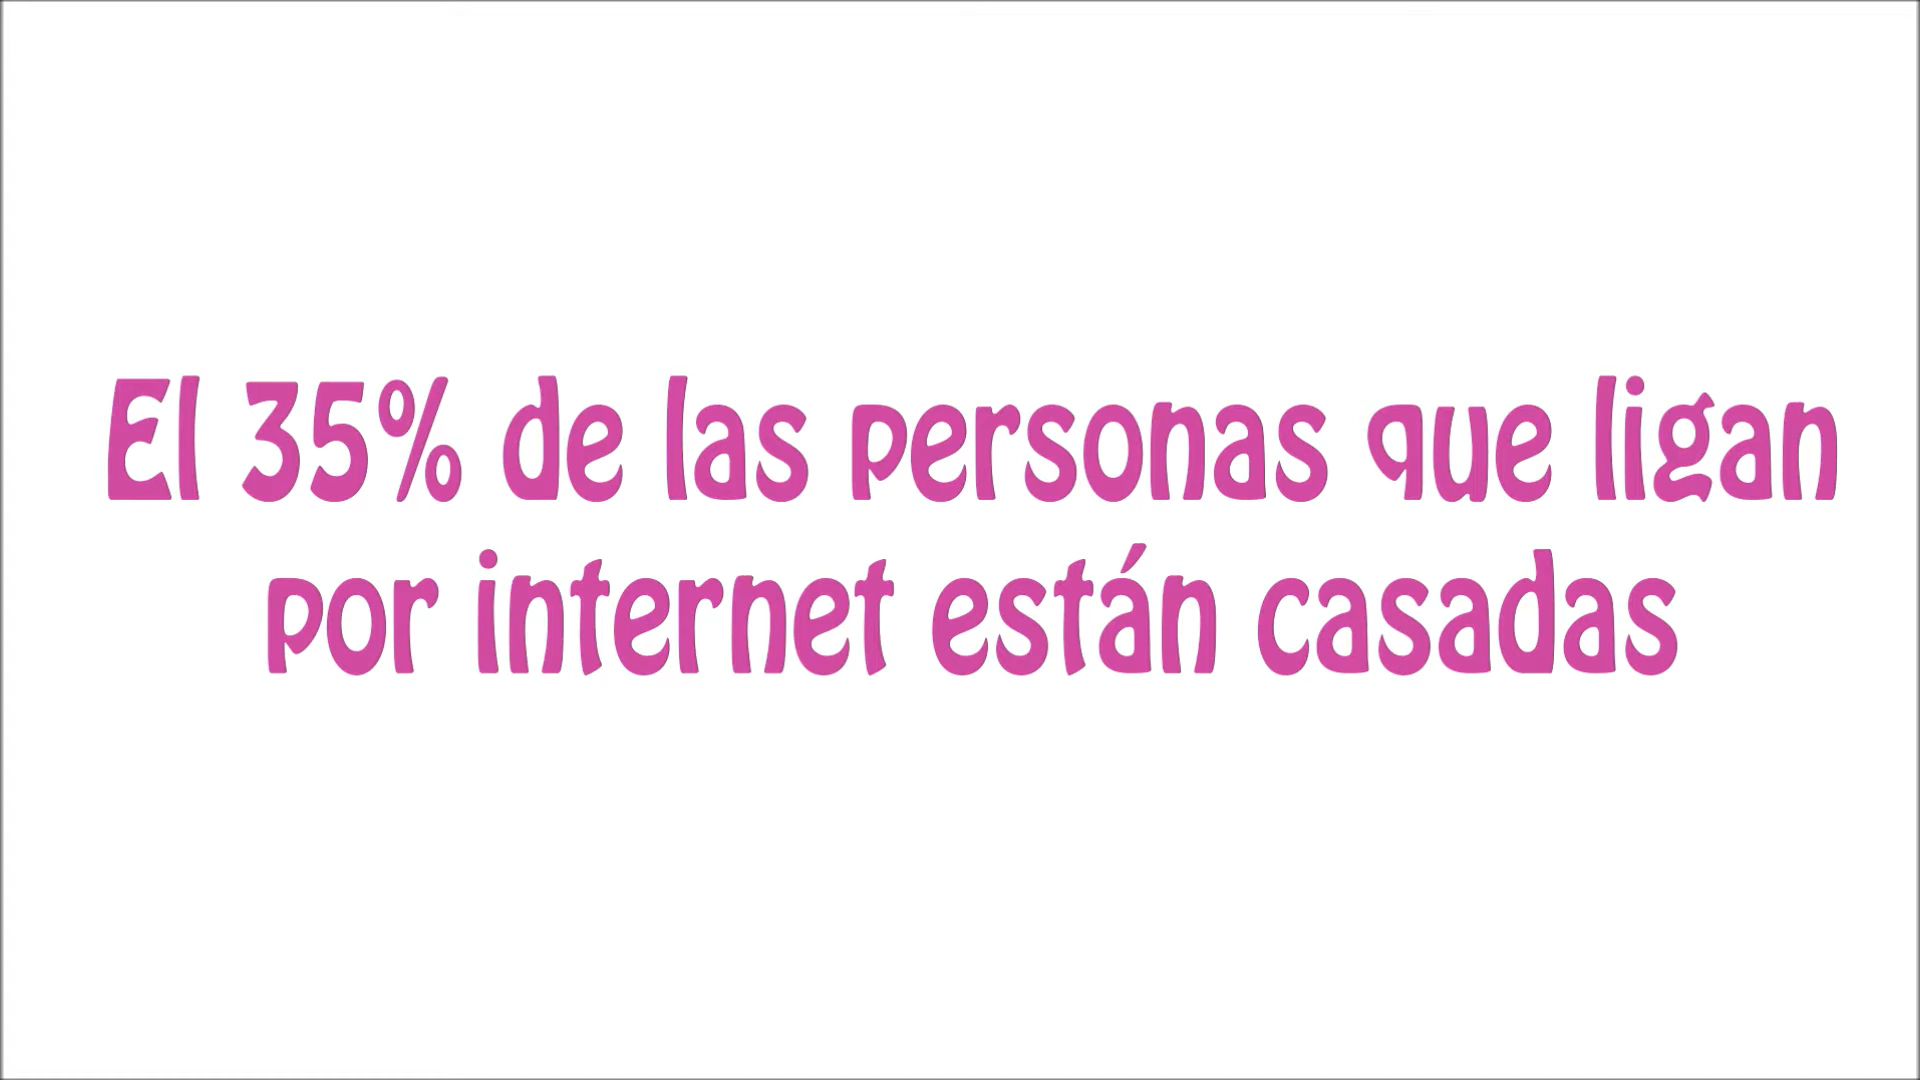 El 35% de las personas que ligan
por internet están casadas